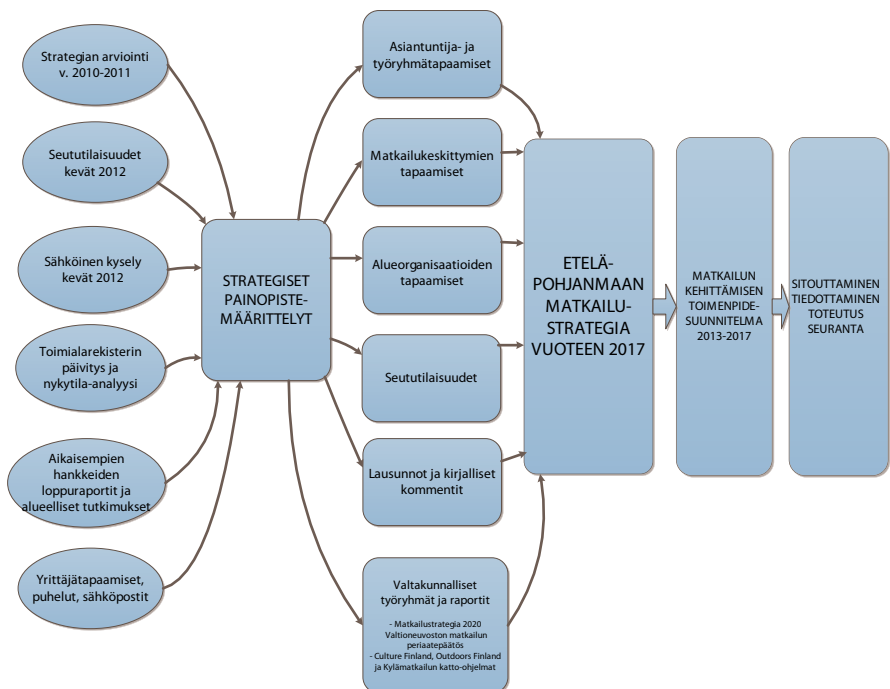 Strategian arviointi
v. 2010-2011
Seututilaisuudet
kevät 2012
Sähköinen kysely
kevät 2012
Toimialarekisterin
päivitys ja
nykytila-analyysi
Aikaisempien
hankkeiden
loppuraportit ja
alueelliset tutkimukset
Yrittäjätapaamiset,
puhelut, sähköpostit
STRATEGISET
PAINOPISTE-
MÄÄRITTELYT
Asiantuntija- ja
työryhmätapaamiset
Matkailukeskittymien
tapaamiset
Alueorganisaatioiden
tapaamiset
Seututilaisuudet
Lausunnot ja kirjalliset
kommentit
Valtakunnalliset
työryhmät ja raportit
- Matkailustrategia 2020
Valtioneuvoston matkailun
periaatepäätös
- Culture Finland, Outdoors Finland
ja Kylämatkailun katto-ohjelmat
ETELÄ-
POHJANMAAN
MATKAILU-
STRATEGIA
VUOTEEN 2017
MATKAILUN
KEHITTÄMISEN
TOIMENPIDE-
SUUNNITELMA
2013-2017
SITOUTTAMINEN
TIEDOTTAMINEN
TOTEUTUS
SEURANTA